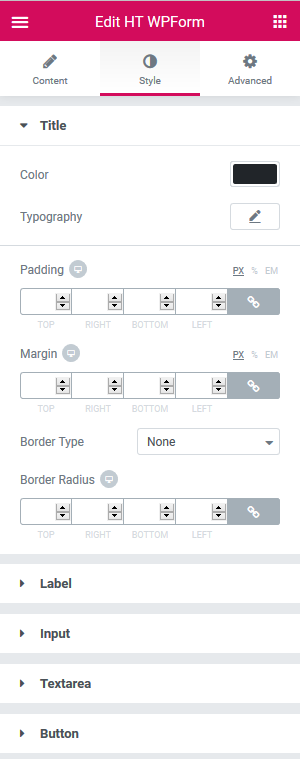 Edit HT WPForm
Content Style Advanced
Title
Color
Typography
Padding PX % EM
TOP RIGHT BOTTOM LEFT
Margin PX % EM
TOP RIGHT BOTTOM LEFT
Border Type None
Border Radius
TOP RIGHT BOTTOM LEFT
Label
Input
Textarea
Button